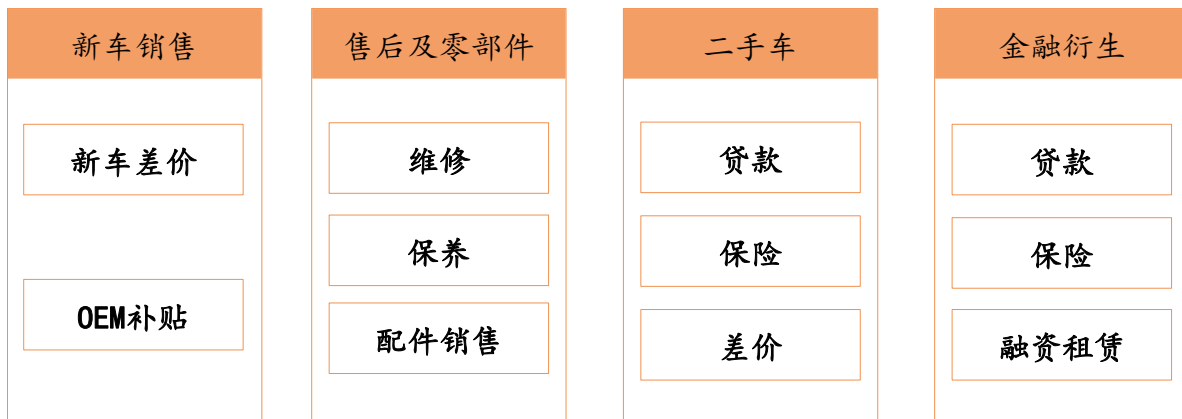 新车销售
新车差价
OEM补贴
售后及零部件
维修
保养
配件销售
二手车
贷款
保险
差价
金融衍生
贷款
保险
融资租赁